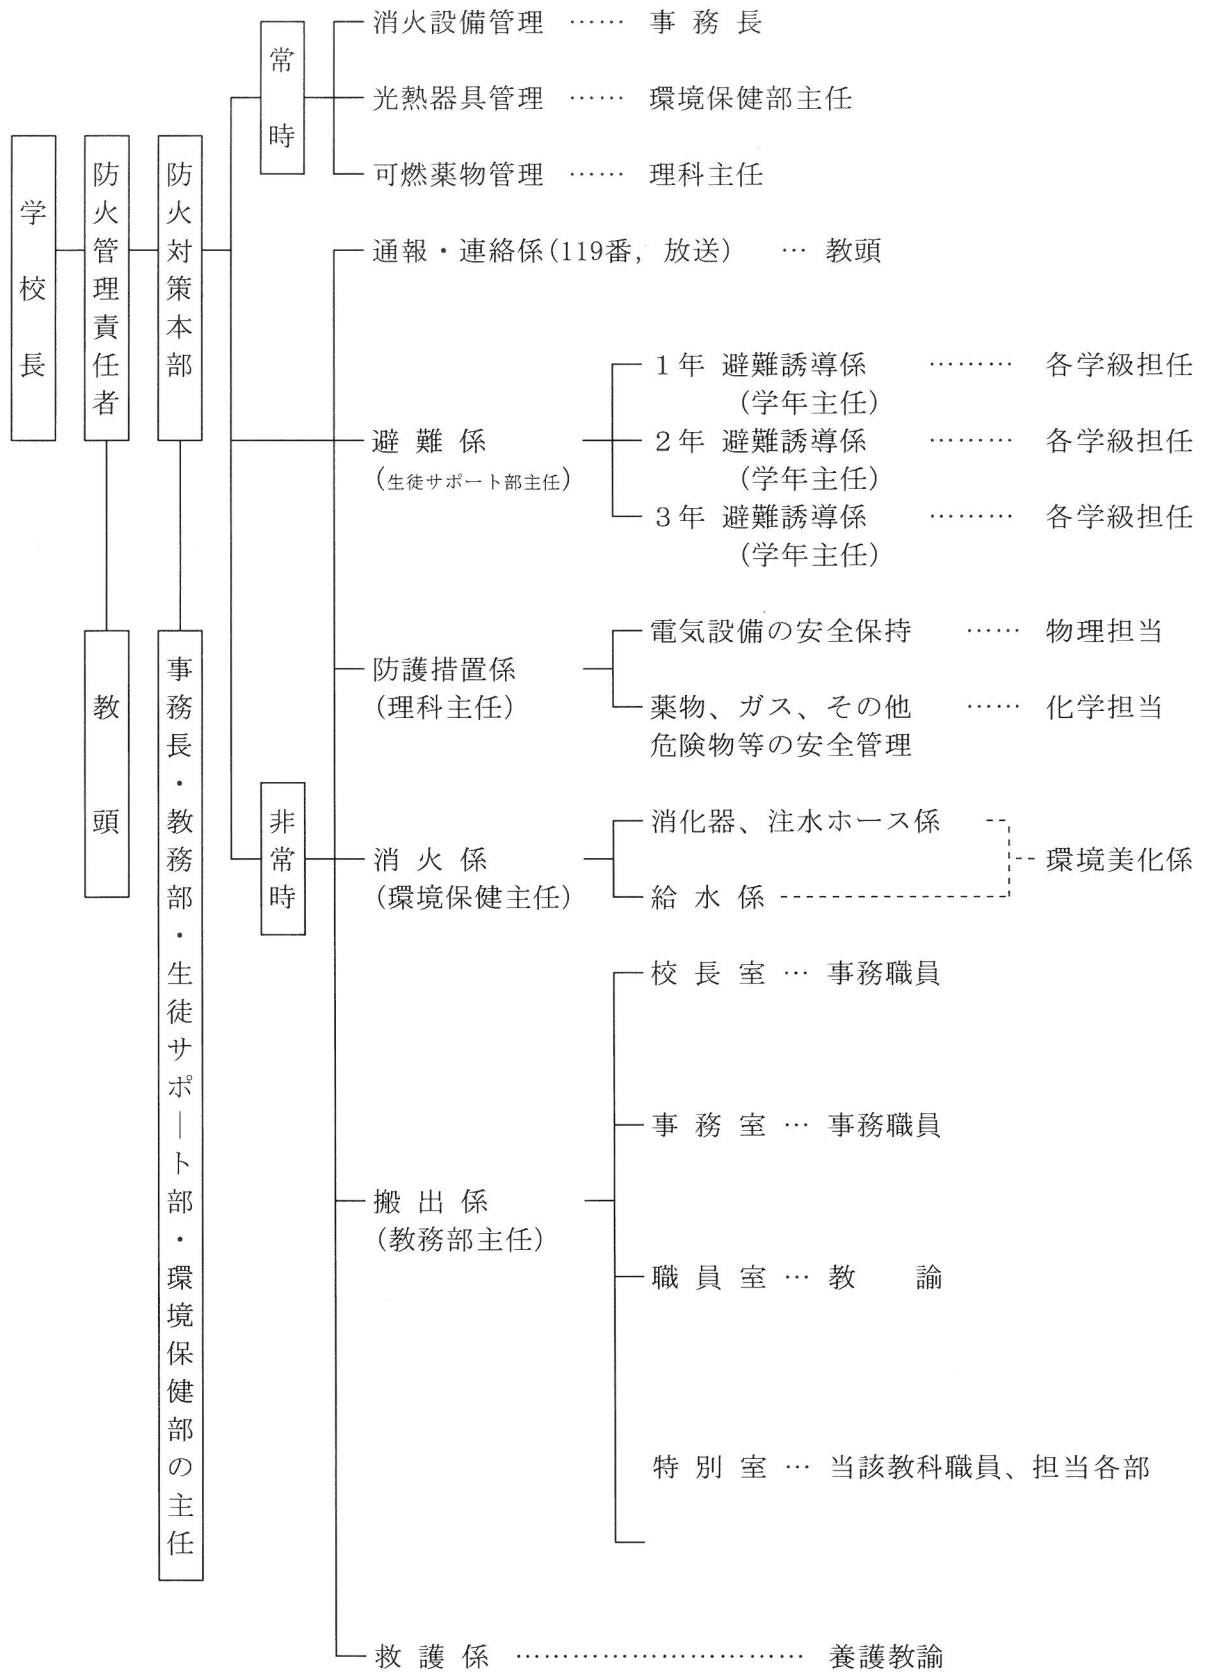 学校長
防火管理責任者
教頭
防火対策本部
事務長・教務部・生徒サポート部・環境保健部の主任
常時
消火設備管理 …… 事務長
光熱器具管理 …… 環境保健部主任
可燃薬物管理 …… 理科主任
非常時
通報・連絡係(119番, 放送) … 教頭
避難係
(生徒サポート部主任)
1年 避難誘導係 ……… 各学級担任
(学年主任)
2年 避難誘導係 ……… 各学級担任
(学年主任)
3年 避難誘導係 ……… 各学級担任
(学年主任)
防護措置係
(理科主任)
電気設備の安全保持 …… 物理担当
薬物、ガス、その他 …… 化学担当
危険物等の安全管理
消火係
(環境保健主任)
消化器、注水ホース係
給水係
環境美化係
搬出係
(教務部主任)
校長室 … 事務職員
事務室 … 事務職員
職員室 … 教諭
特別室 … 当該教科職員、担当各部
救護係 ………………………… 養護教諭